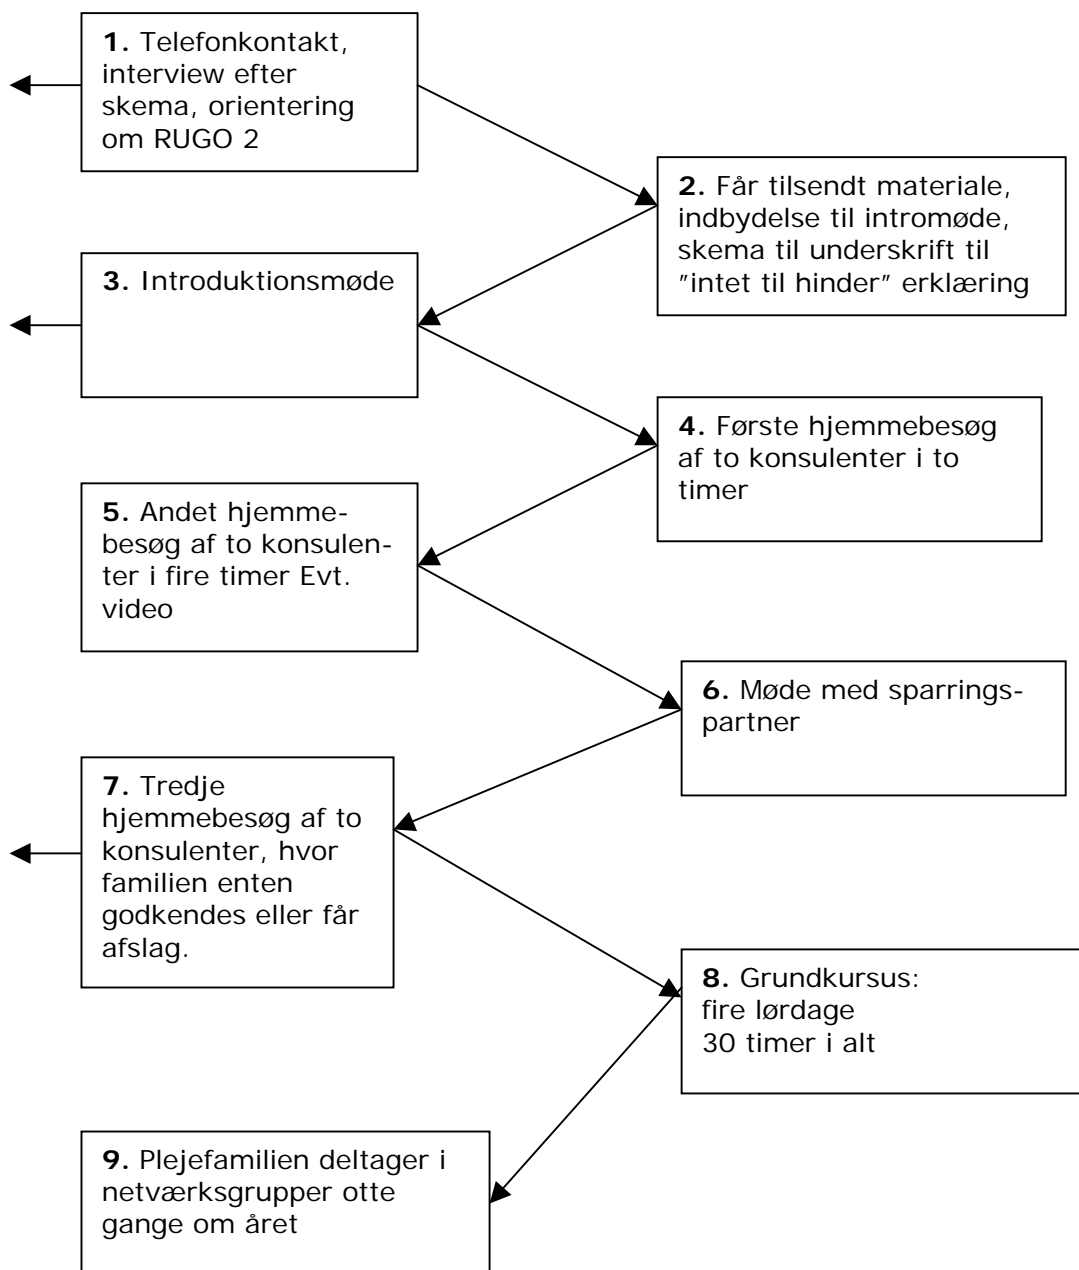 1. Telefonkontakt,
interview efter
skema, orientering
om RUGO 2
2. Får tilsendt materiale,
indbydelse til intromøde,
skema til underskrift til
”intet til hinder” erklæring
3. Introduktionsmøde
4. Første hjemmebesøg
af to konsulenter i to
timer
5. Andet hjemme-
besøg af to konsulen-
ter i fire timer Evt.
video
6. Møde med sparrings-
partner
7. Tredje
hjemmebesøg af to
konsulenter, hvor
familien enten
godkendes eller får
afslag.
8. Grundkursus:
fire lørdage
30 timer i alt
9. Plejefamilien deltager i
netværksgrupper otte
gange om året